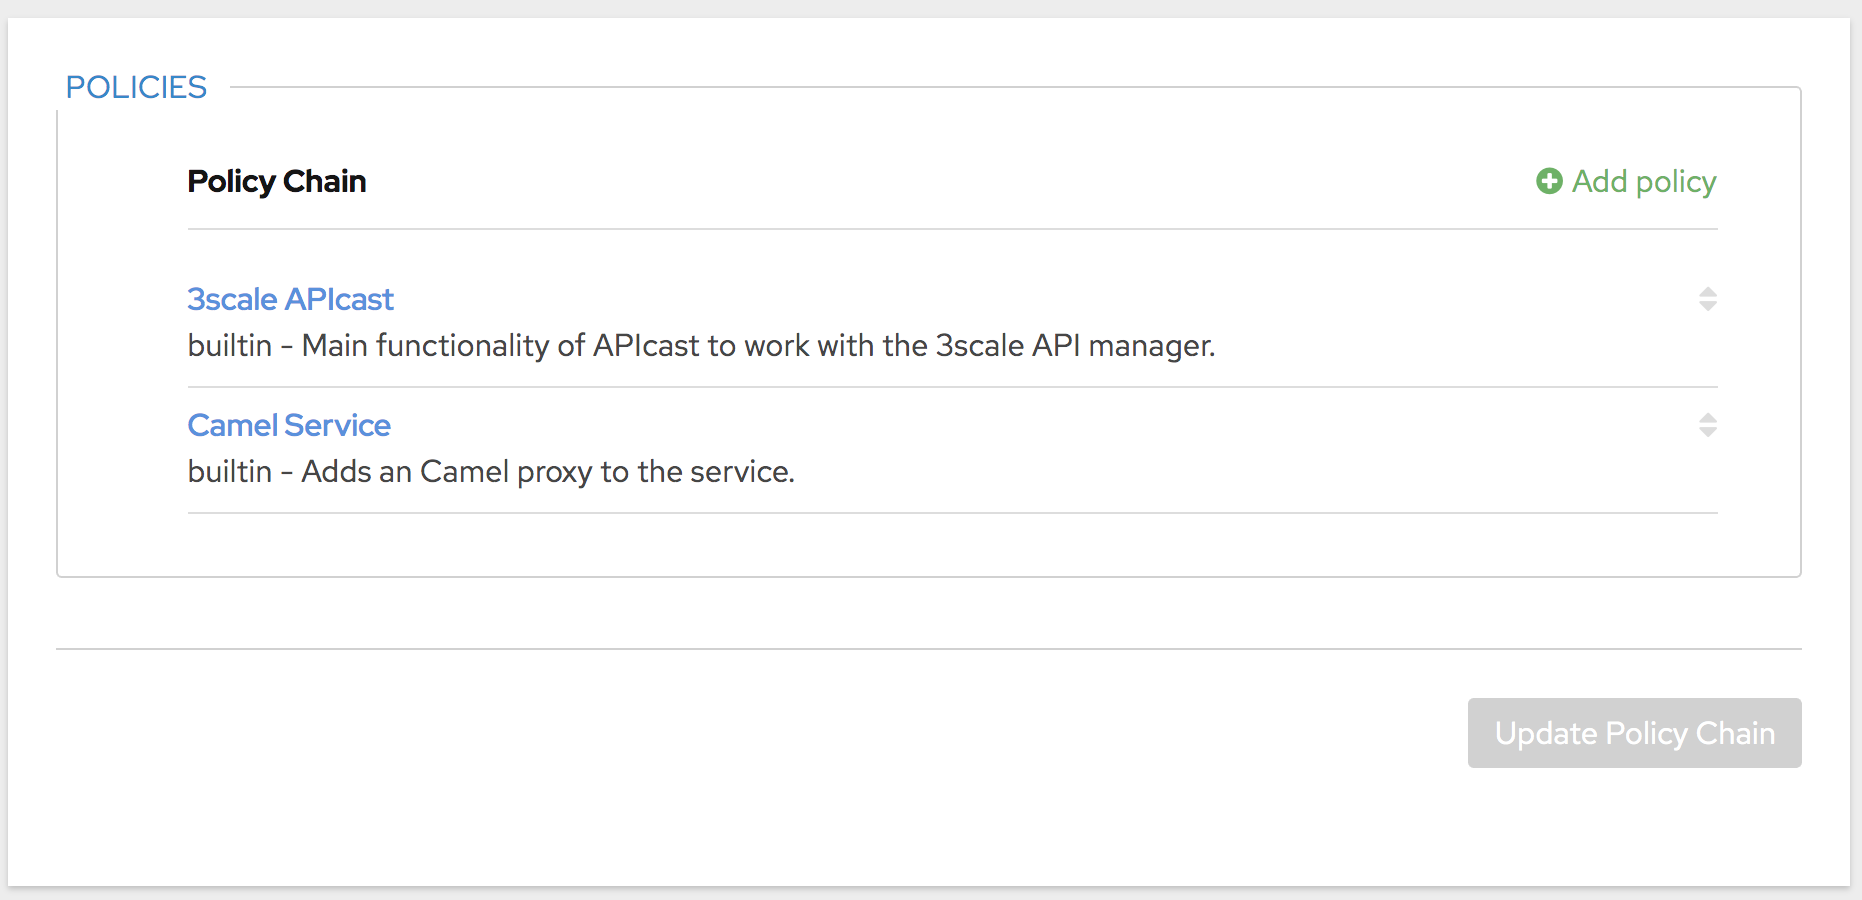 POLICIES
Policy Chain
Add policy
3scale APIcast
builtin - Main functionality of APIcast to work with the 3scale API manager.
Camel Service
builtin - Adds an Camel proxy to the service.
Update Policy Chain